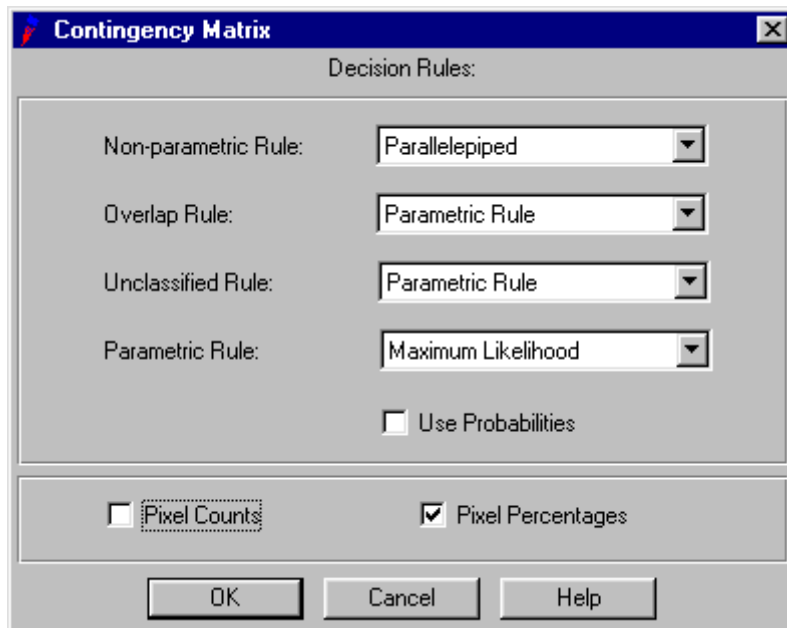 Contingency Matrix
Decision Rules:
Non-parametric Rule: Parallelepiped
Overlap Rule: Parametric Rule
Unclassified Rule: Parametric Rule
Parametric Rule: Maximum Likelihood
Use Probabilities
Pixel Counts Pixel Percentages
OK Cancel Help